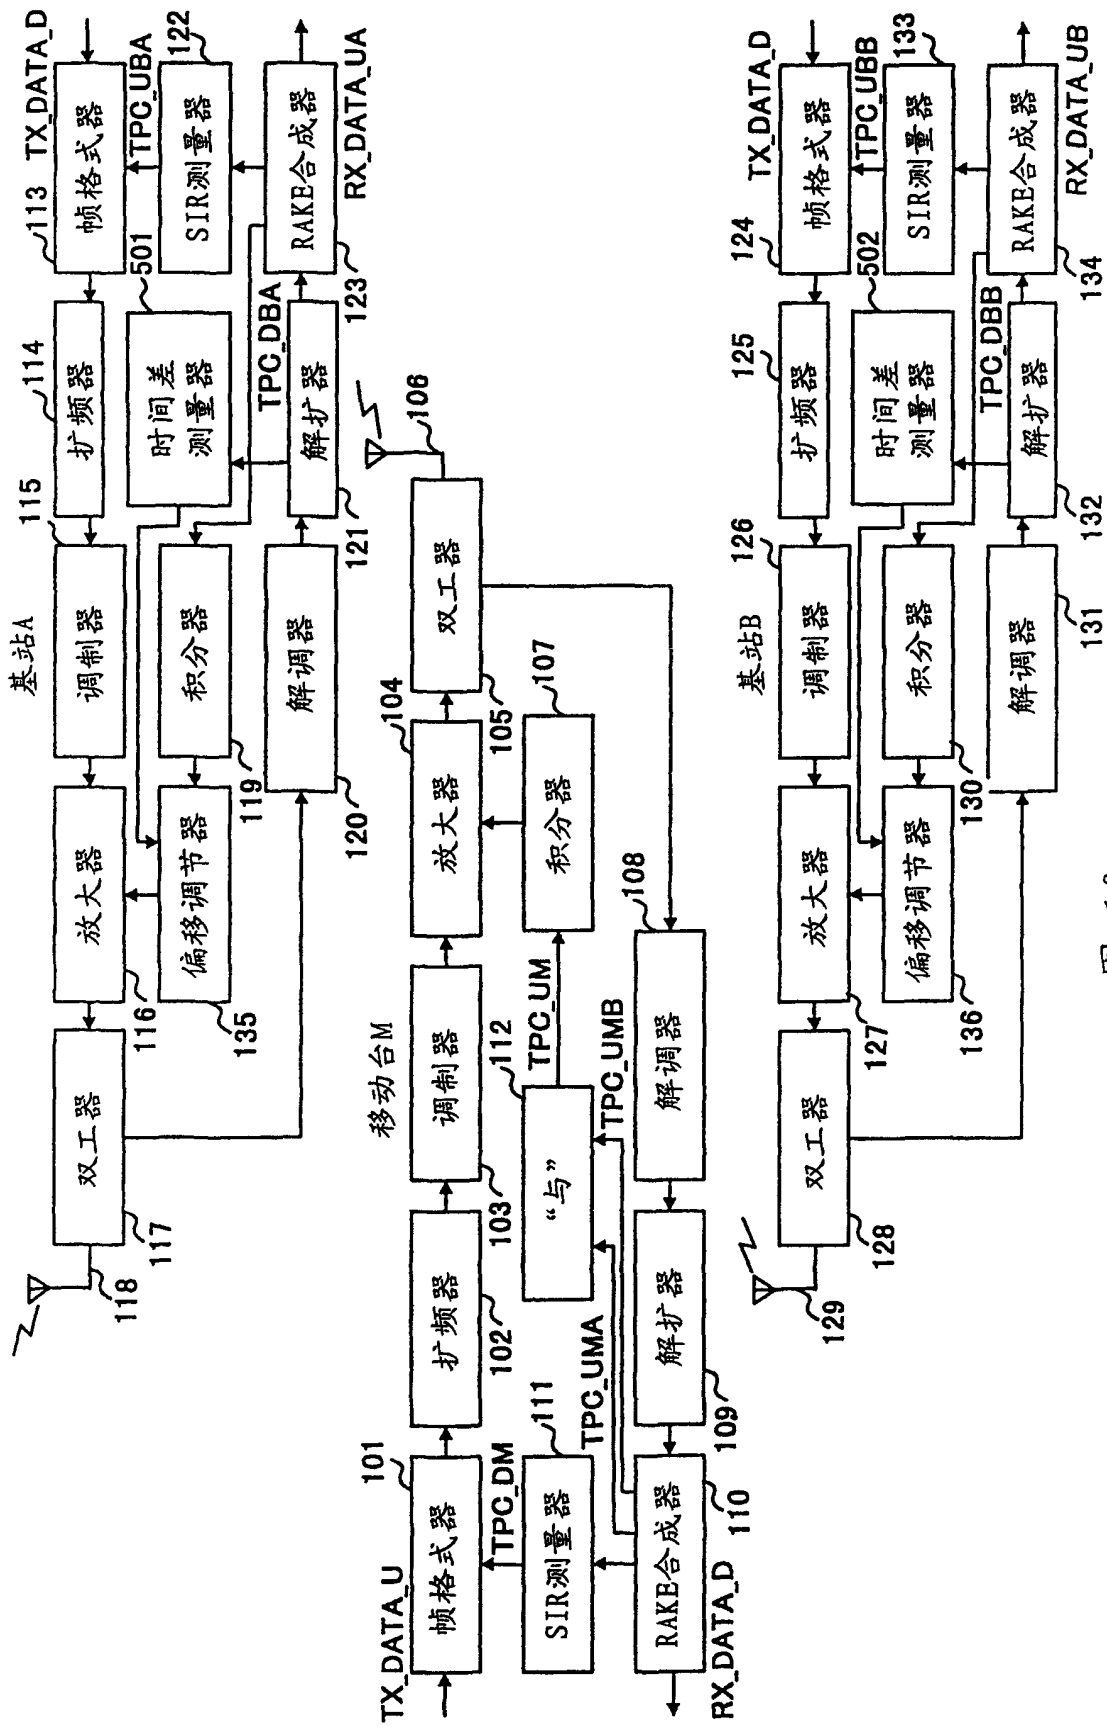 基站A
TX_DATA_D
113
帧格式器
114
扩频器
115
调制器
116
放大器
117
双工器
118
TPC_UBA
122
SIR测量器
501
时间差
测量器
119
积分器
135
偏移调节器
TPC_DBA
RX_DATA_UA
123
RAKE合成器
121
解扩器
120
解调器
移动台M
TX_DATA_U
101
帧格式器
102
扩频器
103
调制器
104
放大器
105
双工器
106
TPC_DM
111
SIR测量器
TPC_UMA
112
“与”
TPC_UM
TPC_UMB
107
积分器
RX_DATA_D
110
RAKE合成器
109
解扩器
108
解调器
基站B
TX_DATA_D
124
帧格式器
125
扩频器
126
调制器
127
放大器
128
双工器
129
TPC_UBB
133
SIR测量器
502
时间差
测量器
130
积分器
136
偏移调节器
TPC_DBB
RX_DATA_UB
134
RAKE合成器
132
解扩器
131
解调器